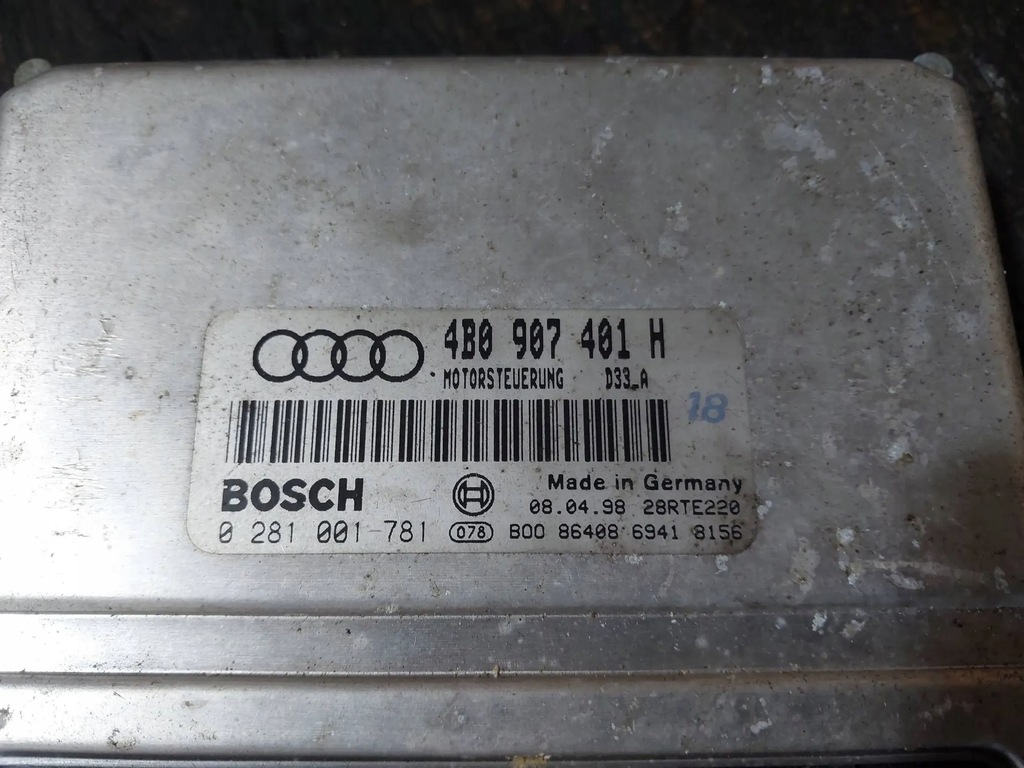 4B0 907 401 H
MOTORSTEUERUNG D33_A
18
BOSCH
Made in Germany
08.04.98 28RTE220
0 281 001-781 078 B00 86408 6941 8156